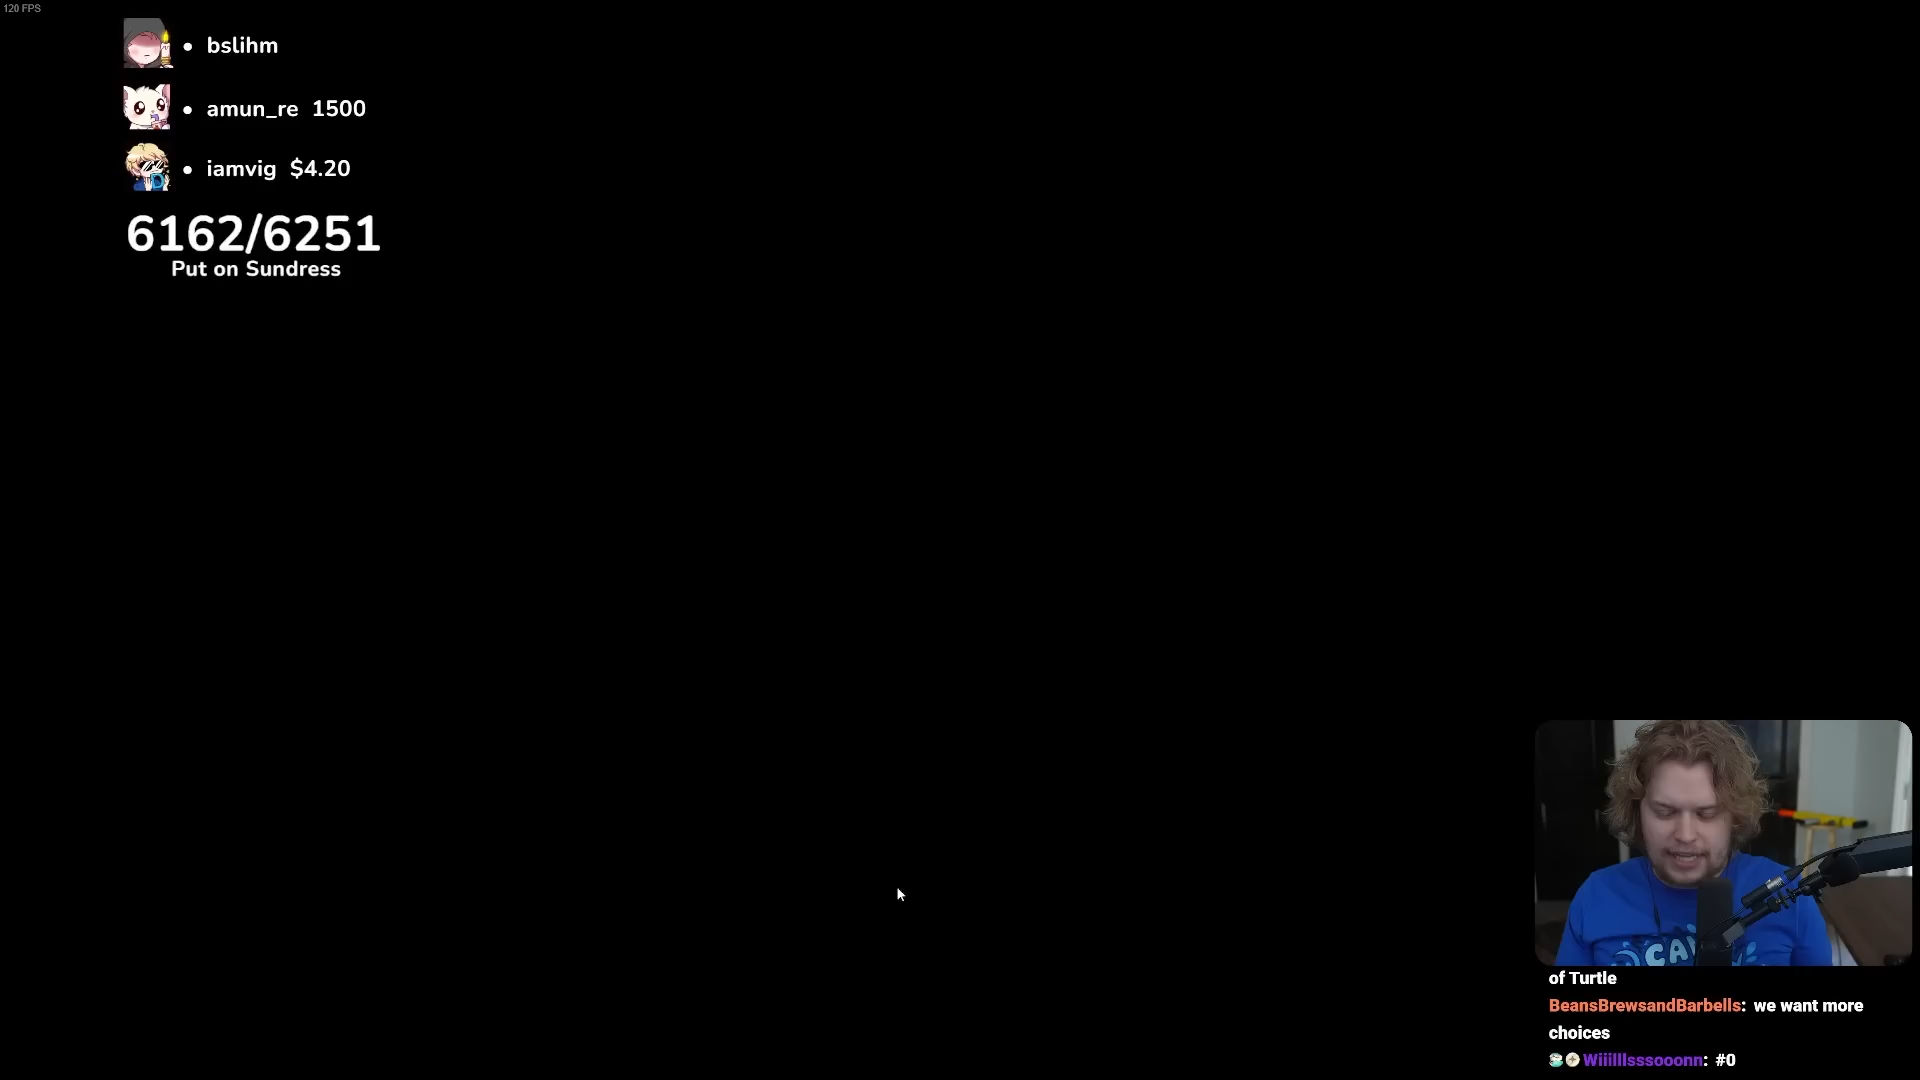 120 FPS
• bslihm
• amun_re 1500
• iamvig $4.20
6162/6251
Put on Sundress
of Turtle
BeansBrewsandBarbells: we want more
choices
Wiiilllsssooonn: #0